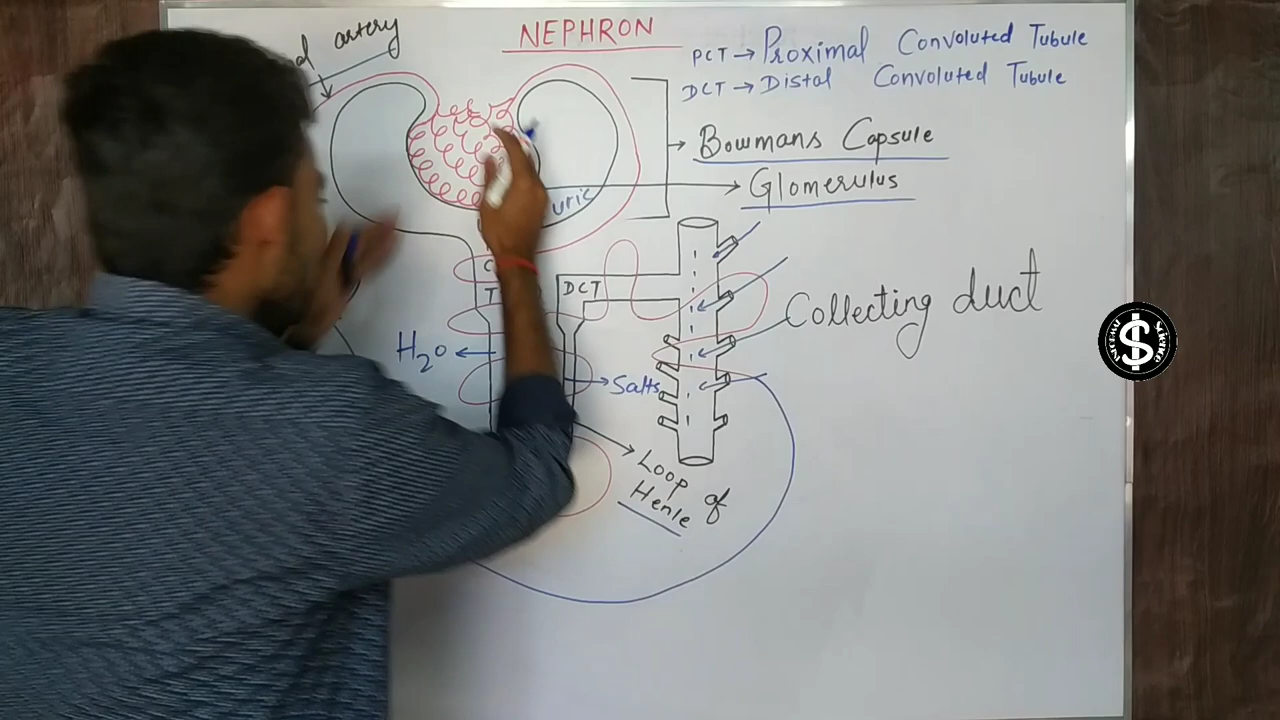 artery
NEPHRON
PCT → Proximal Convoluted Tubule
DCT → Distal Convoluted Tubule
Bowmans Capsule
Glomerulus
uric
C
T
DCT
Collecting duct
H2O
Salts
Loop of
Henle